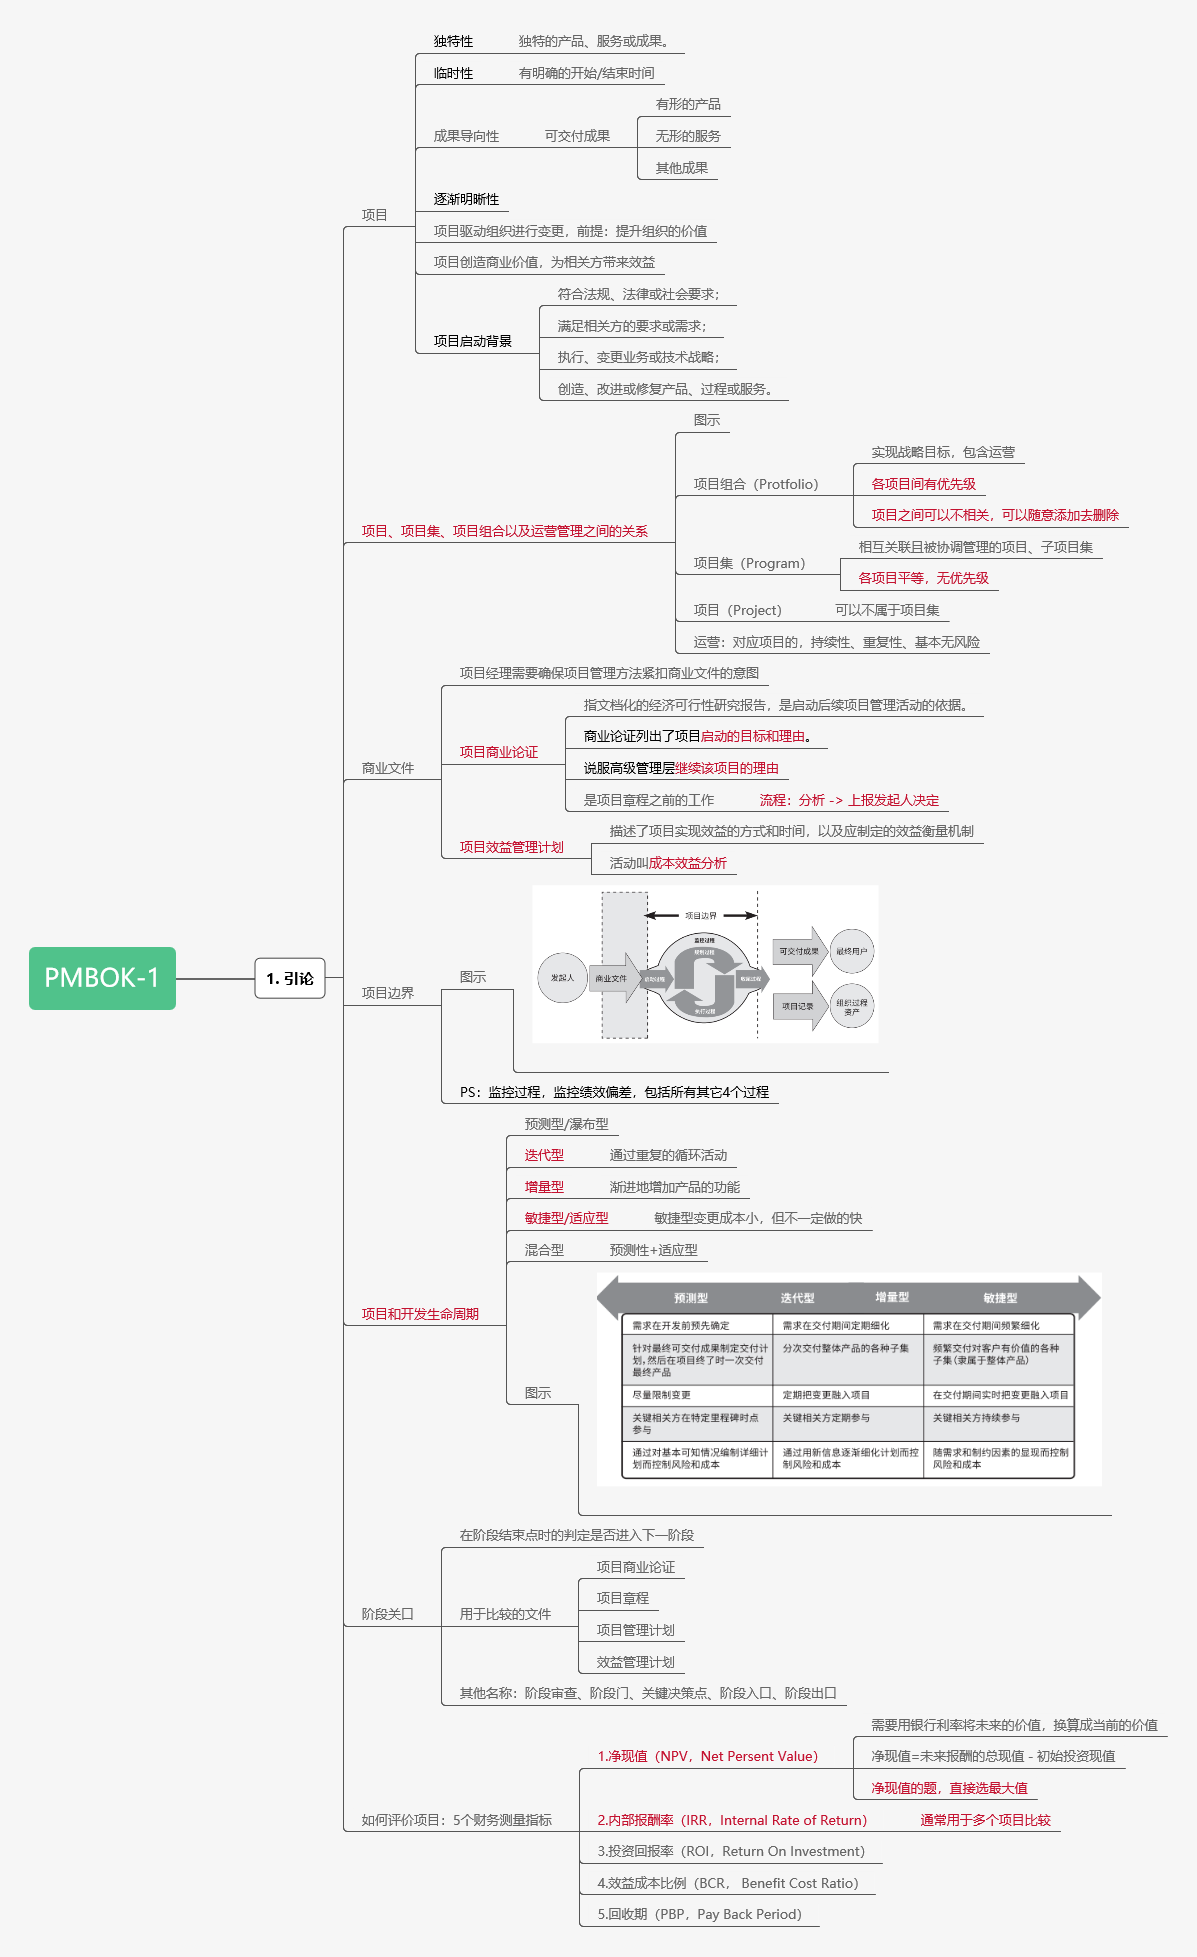 PMBOK-1
1. 引论
项目
独特性
独特的产品、服务或成果。
临时性
有明确的开始/结束时间
成果导向性
可交付成果
有形的产品
无形的服务
其他成果
逐渐明晰性
项目驱动组织进行变更，前提：提升组织的价值
项目创造商业价值，为相关方带来效益
项目启动背景
符合法规、法律或社会要求；
满足相关方的要求或需求；
执行、变更业务或技术战略；
创造、改进或修复产品、过程或服务。
项目、项目集、项目组合以及运营管理之间的关系
图示
项目组合（Protfolio）
实现战略目标，包含运营
各项目间有优先级
项目之间可以不相关，可以随意添加去删除
项目集（Program）
相互关联且被协调管理的项目、子项目集
各项目平等，无优先级
项目（Project）
可以不属于项目集
运营：对应项目的，持续性、重复性、基本无风险
商业文件
项目经理需要确保项目管理方法紧扣商业文件的意图
项目商业论证
指文档化的经济可行性研究报告，是启动后续项目管理活动的依据。
商业论证列出了项目启动的目标和理由。
说服高级管理层继续该项目的理由
是项目章程之前的工作
流程：分析 -> 上报发起人决定
项目效益管理计划
描述了项目实现效益的方式和时间，以及应制定的效益衡量机制
活动叫成本效益分析
项目边界
图示
项目边界
发起人
商业文件
启动过程
监控过程
规划过程
执行过程
收尾过程
可交付成果
最终用户
项目记录
组织过程
资产
PS：监控过程，监控绩效偏差，包括所有其它4个过程
项目和开发生命周期
预测型/瀑布型
迭代型
通过重复的循环活动
增量型
渐进地增加产品的功能
敏捷型/适应型
敏捷型变更成本小，但不一定做的快
混合型
预测性+适应型
图示
预测型
迭代型
增量型
敏捷型
需求在开发前预先确定
需求在交付期间定期细化
需求在交付期间频繁细化
针对最终可交付成果制定交付计
划，然后在项目终了时一次交付
最终产品
分次交付整体产品的各种子集
频繁交付对客户有价值的各种
子集（隶属于整体产品）
尽量限制变更
定期把变更融入项目
在交付期间实时把变更融入项目
关键相关方在特定里程碑时点
参与
关键相关方定期参与
关键相关方持续参与
通过对基本可知情况编制详细计
划而控制风险和成本
通过用新信息逐渐细化计划而控
制风险和成本
随需求和制约因素的显现而控制
风险和成本
阶段关口
在阶段结束点时的判定是否进入下一阶段
用于比较的文件
项目商业论证
项目章程
项目管理计划
效益管理计划
其他名称：阶段审查、阶段门、关键决策点、阶段入口、阶段出口
如何评价项目：5个财务测量指标
1.净现值（NPV，Net Persent Value）
需要用银行利率将未来的价值，换算成当前的价值
净现值=未来报酬的总现值 - 初始投资现值
净现值的题，直接选最大值
2.内部报酬率（IRR，Internal Rate of Return）
通常用于多个项目比较
3.投资回报率（ROI，Return On Investment）
4.效益成本比例（BCR， Benefit Cost Ratio）
5.回收期（PBP，Pay Back Period）